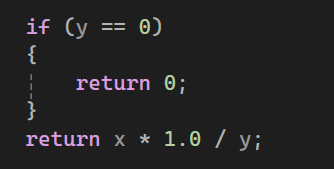 if (y == 0)
{
    return 0;
}
return x * 1.0 / y;